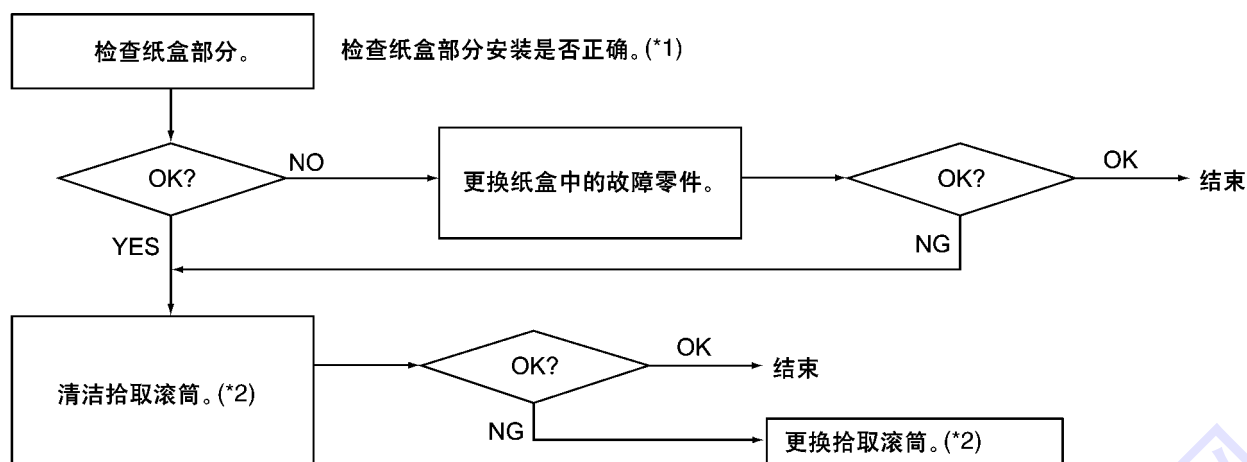 检查纸盒部分。
检查纸盒部分安装是否正确。(*1)
OK?
NO
更换纸盒中的故障零件。
OK?
OK
结束
YES
NG
清洁拾取滚筒。(*2)
OK?
OK
结束
NG
更换拾取滚筒。(*2)